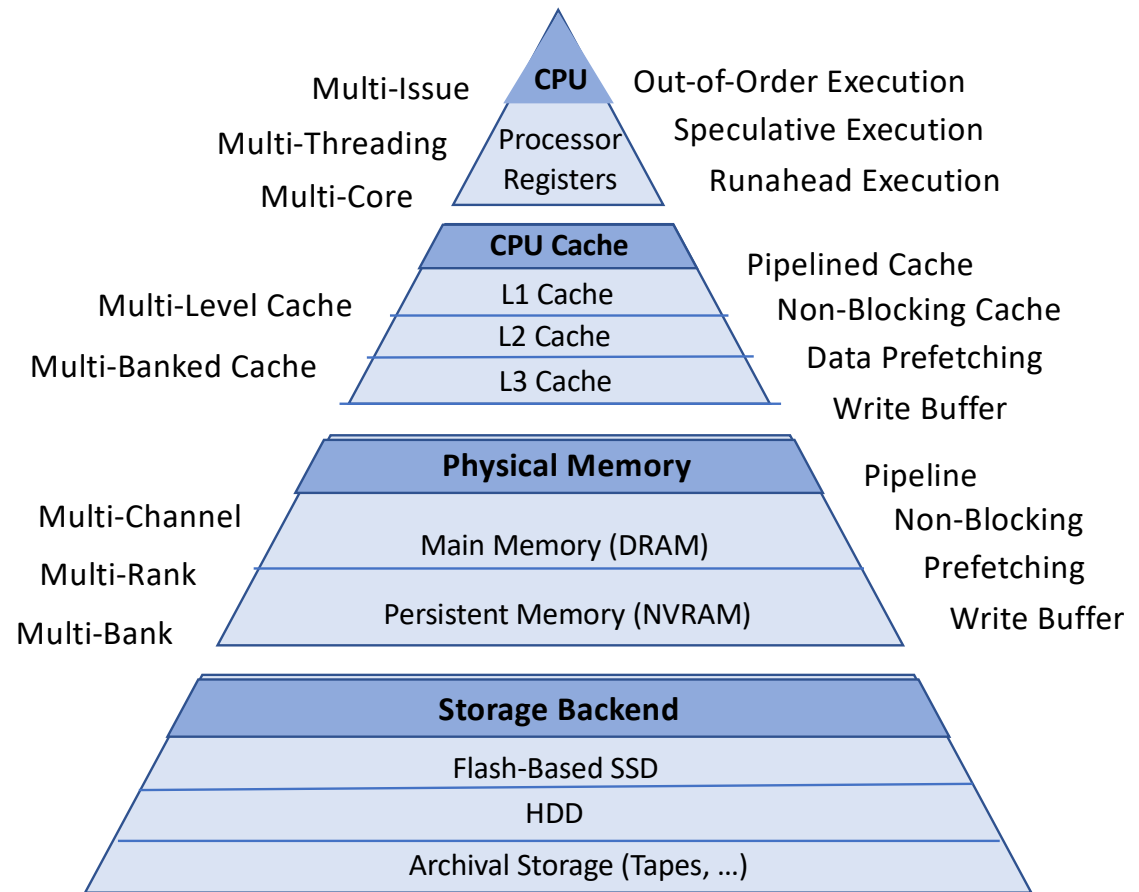 CPU
Multi-Issue
Out-of-Order Execution
Multi-Threading
Processor
Registers
Speculative Execution
Multi-Core
Runahead Execution
CPU Cache
Pipelined Cache
Multi-Level Cache
L1 Cache
Non-Blocking Cache
L2 Cache
Multi-Banked Cache
Data Prefetching
L3 Cache
Write Buffer
Physical Memory
Pipeline
Multi-Channel
Non-Blocking
Main Memory (DRAM)
Multi-Rank
Prefetching
Persistent Memory (NVRAM)
Multi-Bank
Write Buffer
Storage Backend
Flash-Based SSD
HDD
Archival Storage (Tapes, ...)